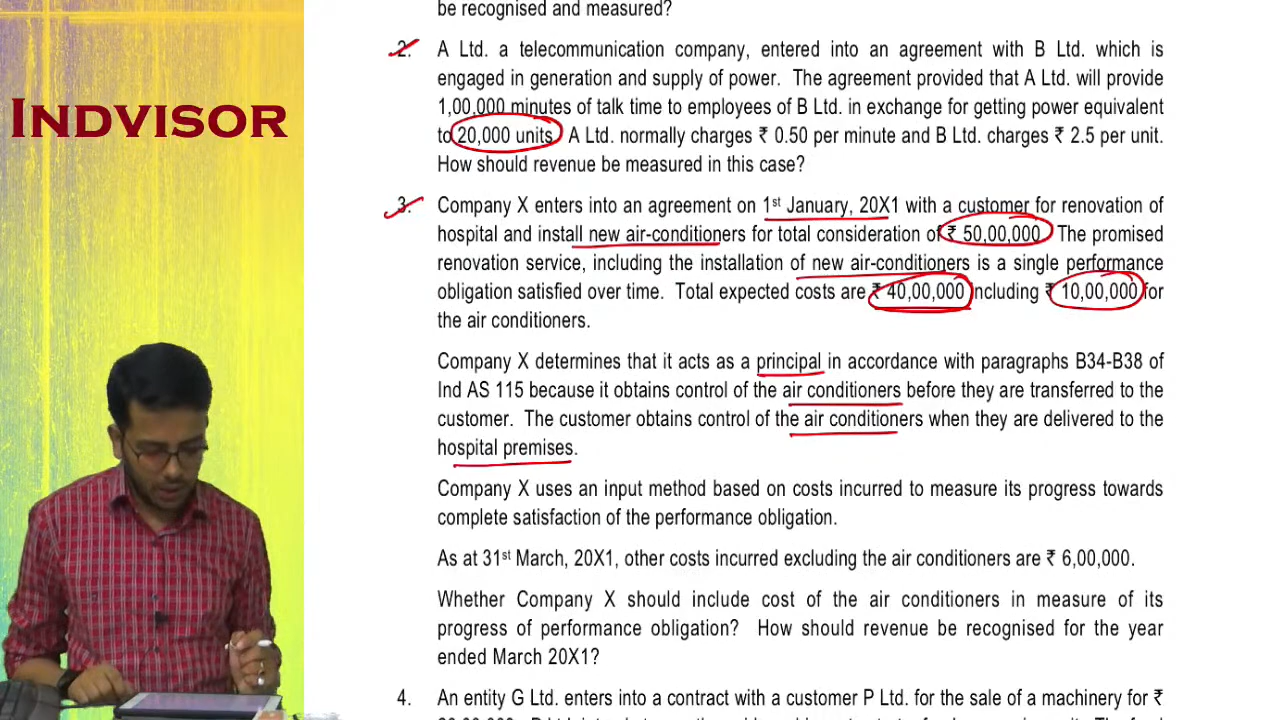 INDVISOR
be recognised and measured?
2. A Ltd. a telecommunication company, entered into an agreement with B Ltd. which is
engaged in generation and supply of power. The agreement provided that A Ltd. will provide
1,00,000 minutes of talk time to employees of B Ltd. in exchange for getting power equivalent
to 20,000 units. A Ltd. normally charges ₹ 0.50 per minute and B Ltd. charges ₹ 2.5 per unit.
How should revenue be measured in this case?
3. Company X enters into an agreement on 1st January, 20X1 with a customer for renovation of
hospital and install new air-conditioners for total consideration of ₹ 50,00,000. The promised
renovation service, including the installation of new air-conditioners is a single performance
obligation satisfied over time. Total expected costs are ₹ 40,00,000 including ₹ 10,00,000 for
the air conditioners.
Company X determines that it acts as a principal in accordance with paragraphs B34-B38 of
Ind AS 115 because it obtains control of the air conditioners before they are transferred to the
customer. The customer obtains control of the air conditioners when they are delivered to the
hospital premises.
Company X uses an input method based on costs incurred to measure its progress towards
complete satisfaction of the performance obligation.
As at 31st March, 20X1, other costs incurred excluding the air conditioners are ₹ 6,00,000.
Whether Company X should include cost of the air conditioners in measure of its
progress of performance obligation? How should revenue be recognised for the year
ended March 20X1?
4. An entity G Ltd. enters into a contract with a customer P Ltd. for the sale of a machinery for ₹